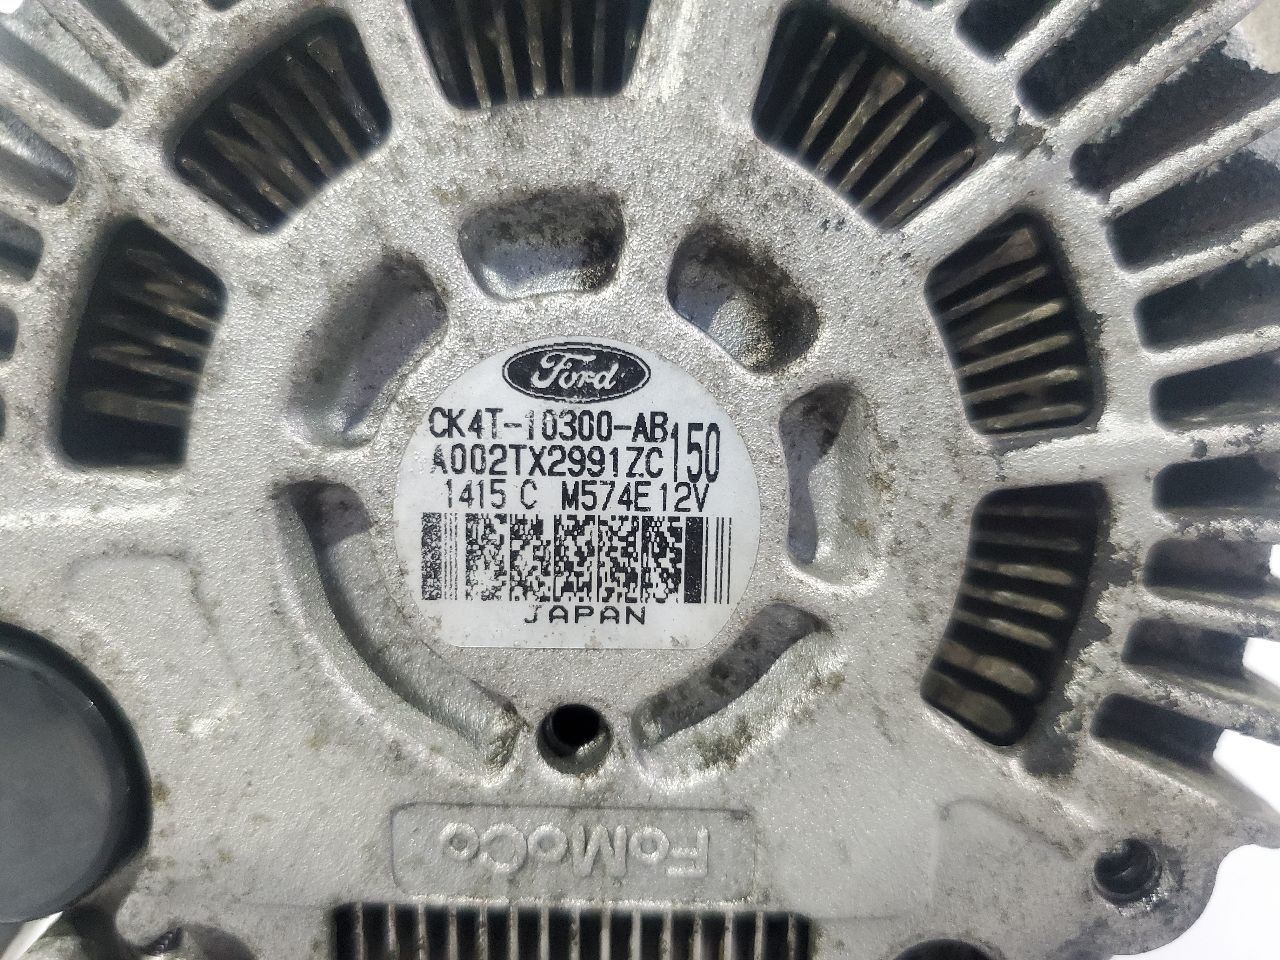 Ford
CK4T-10300-AB
150
A002TX2991ZC
1415 C M574E12V
JAPAN
FoMoCo